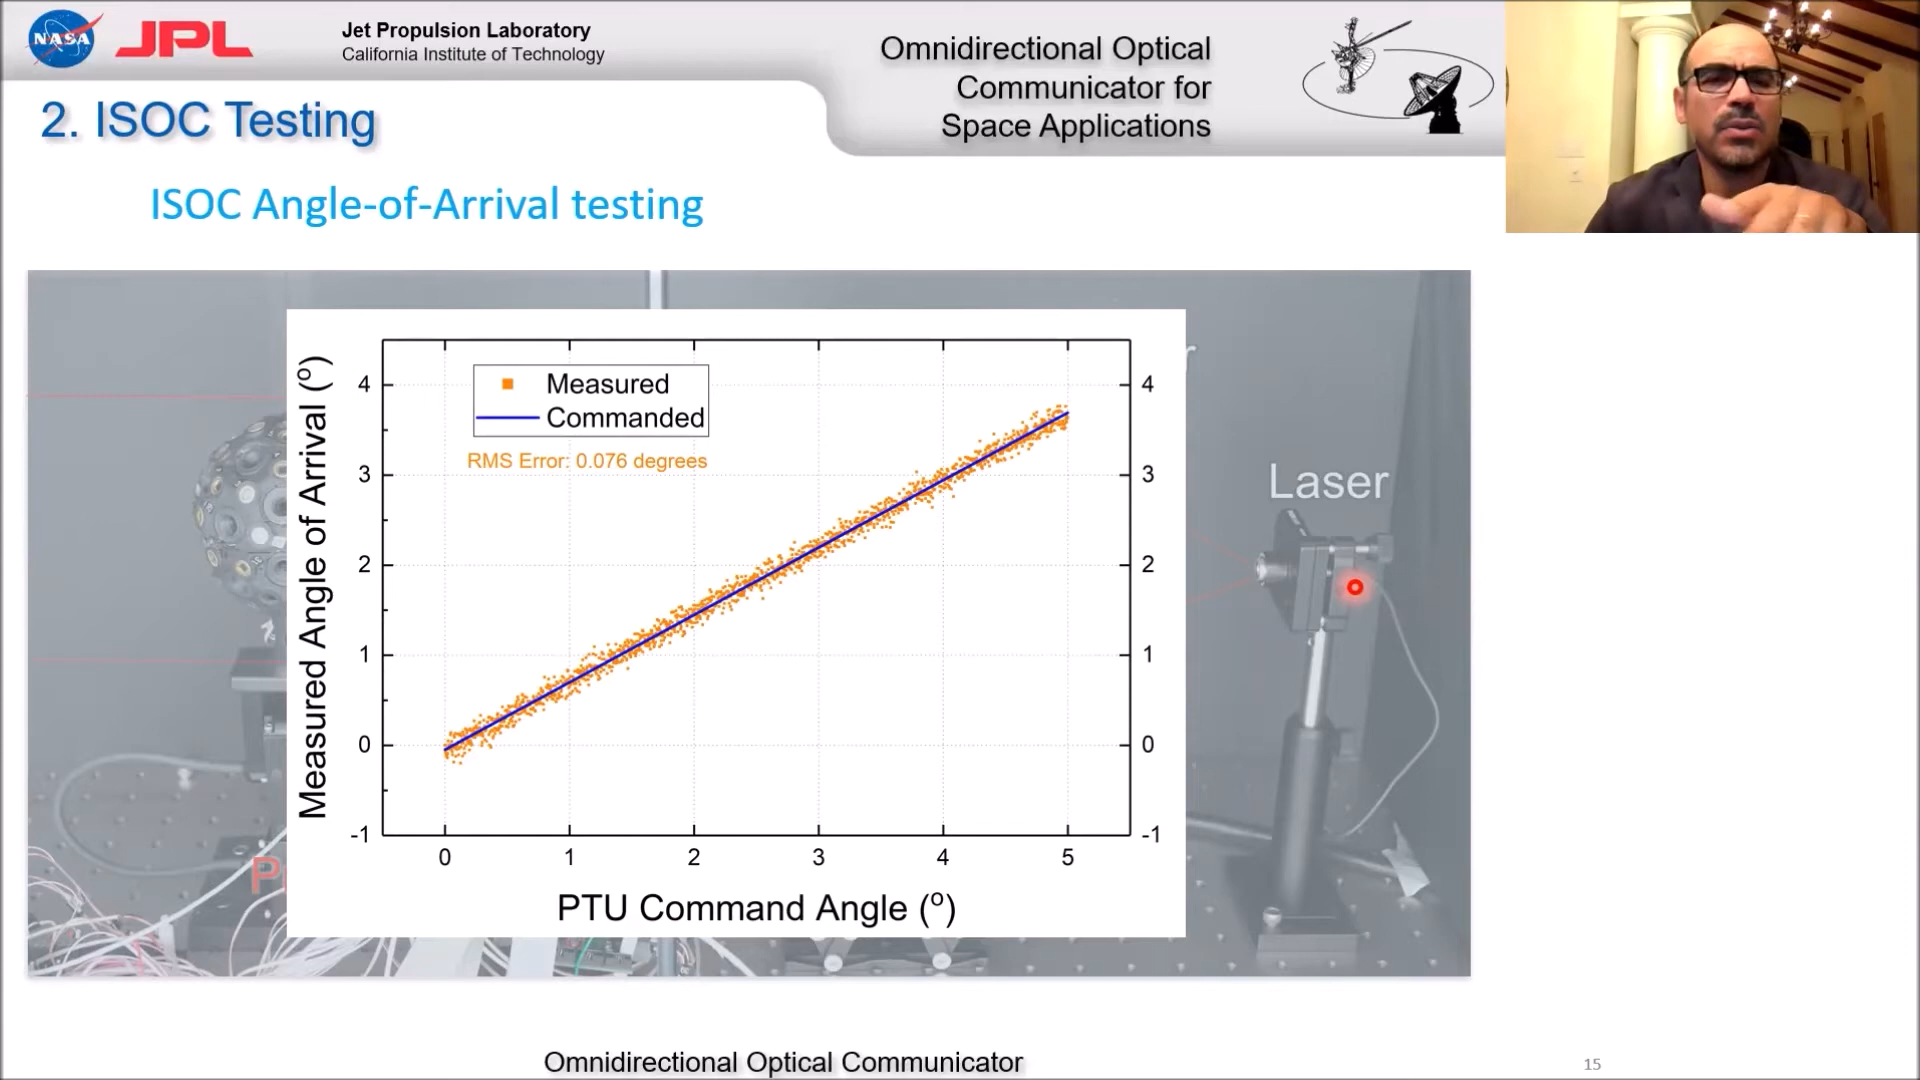 NASA
JPL
Jet Propulsion Laboratory
California Institute of Technology
Omnidirectional Optical
Communicator for
Space Applications
2. ISOC Testing
ISOC Angle-of-Arrival testing
Measured
Commanded
RMS Error: 0.076 degrees
Measured Angle of Arrival (º)
4
3
2
1
0
-1
4
3
2
1
0
-1
0 1 2 3 4 5
PTU Command Angle (º)
Laser
Omnidirectional Optical Communicator
15